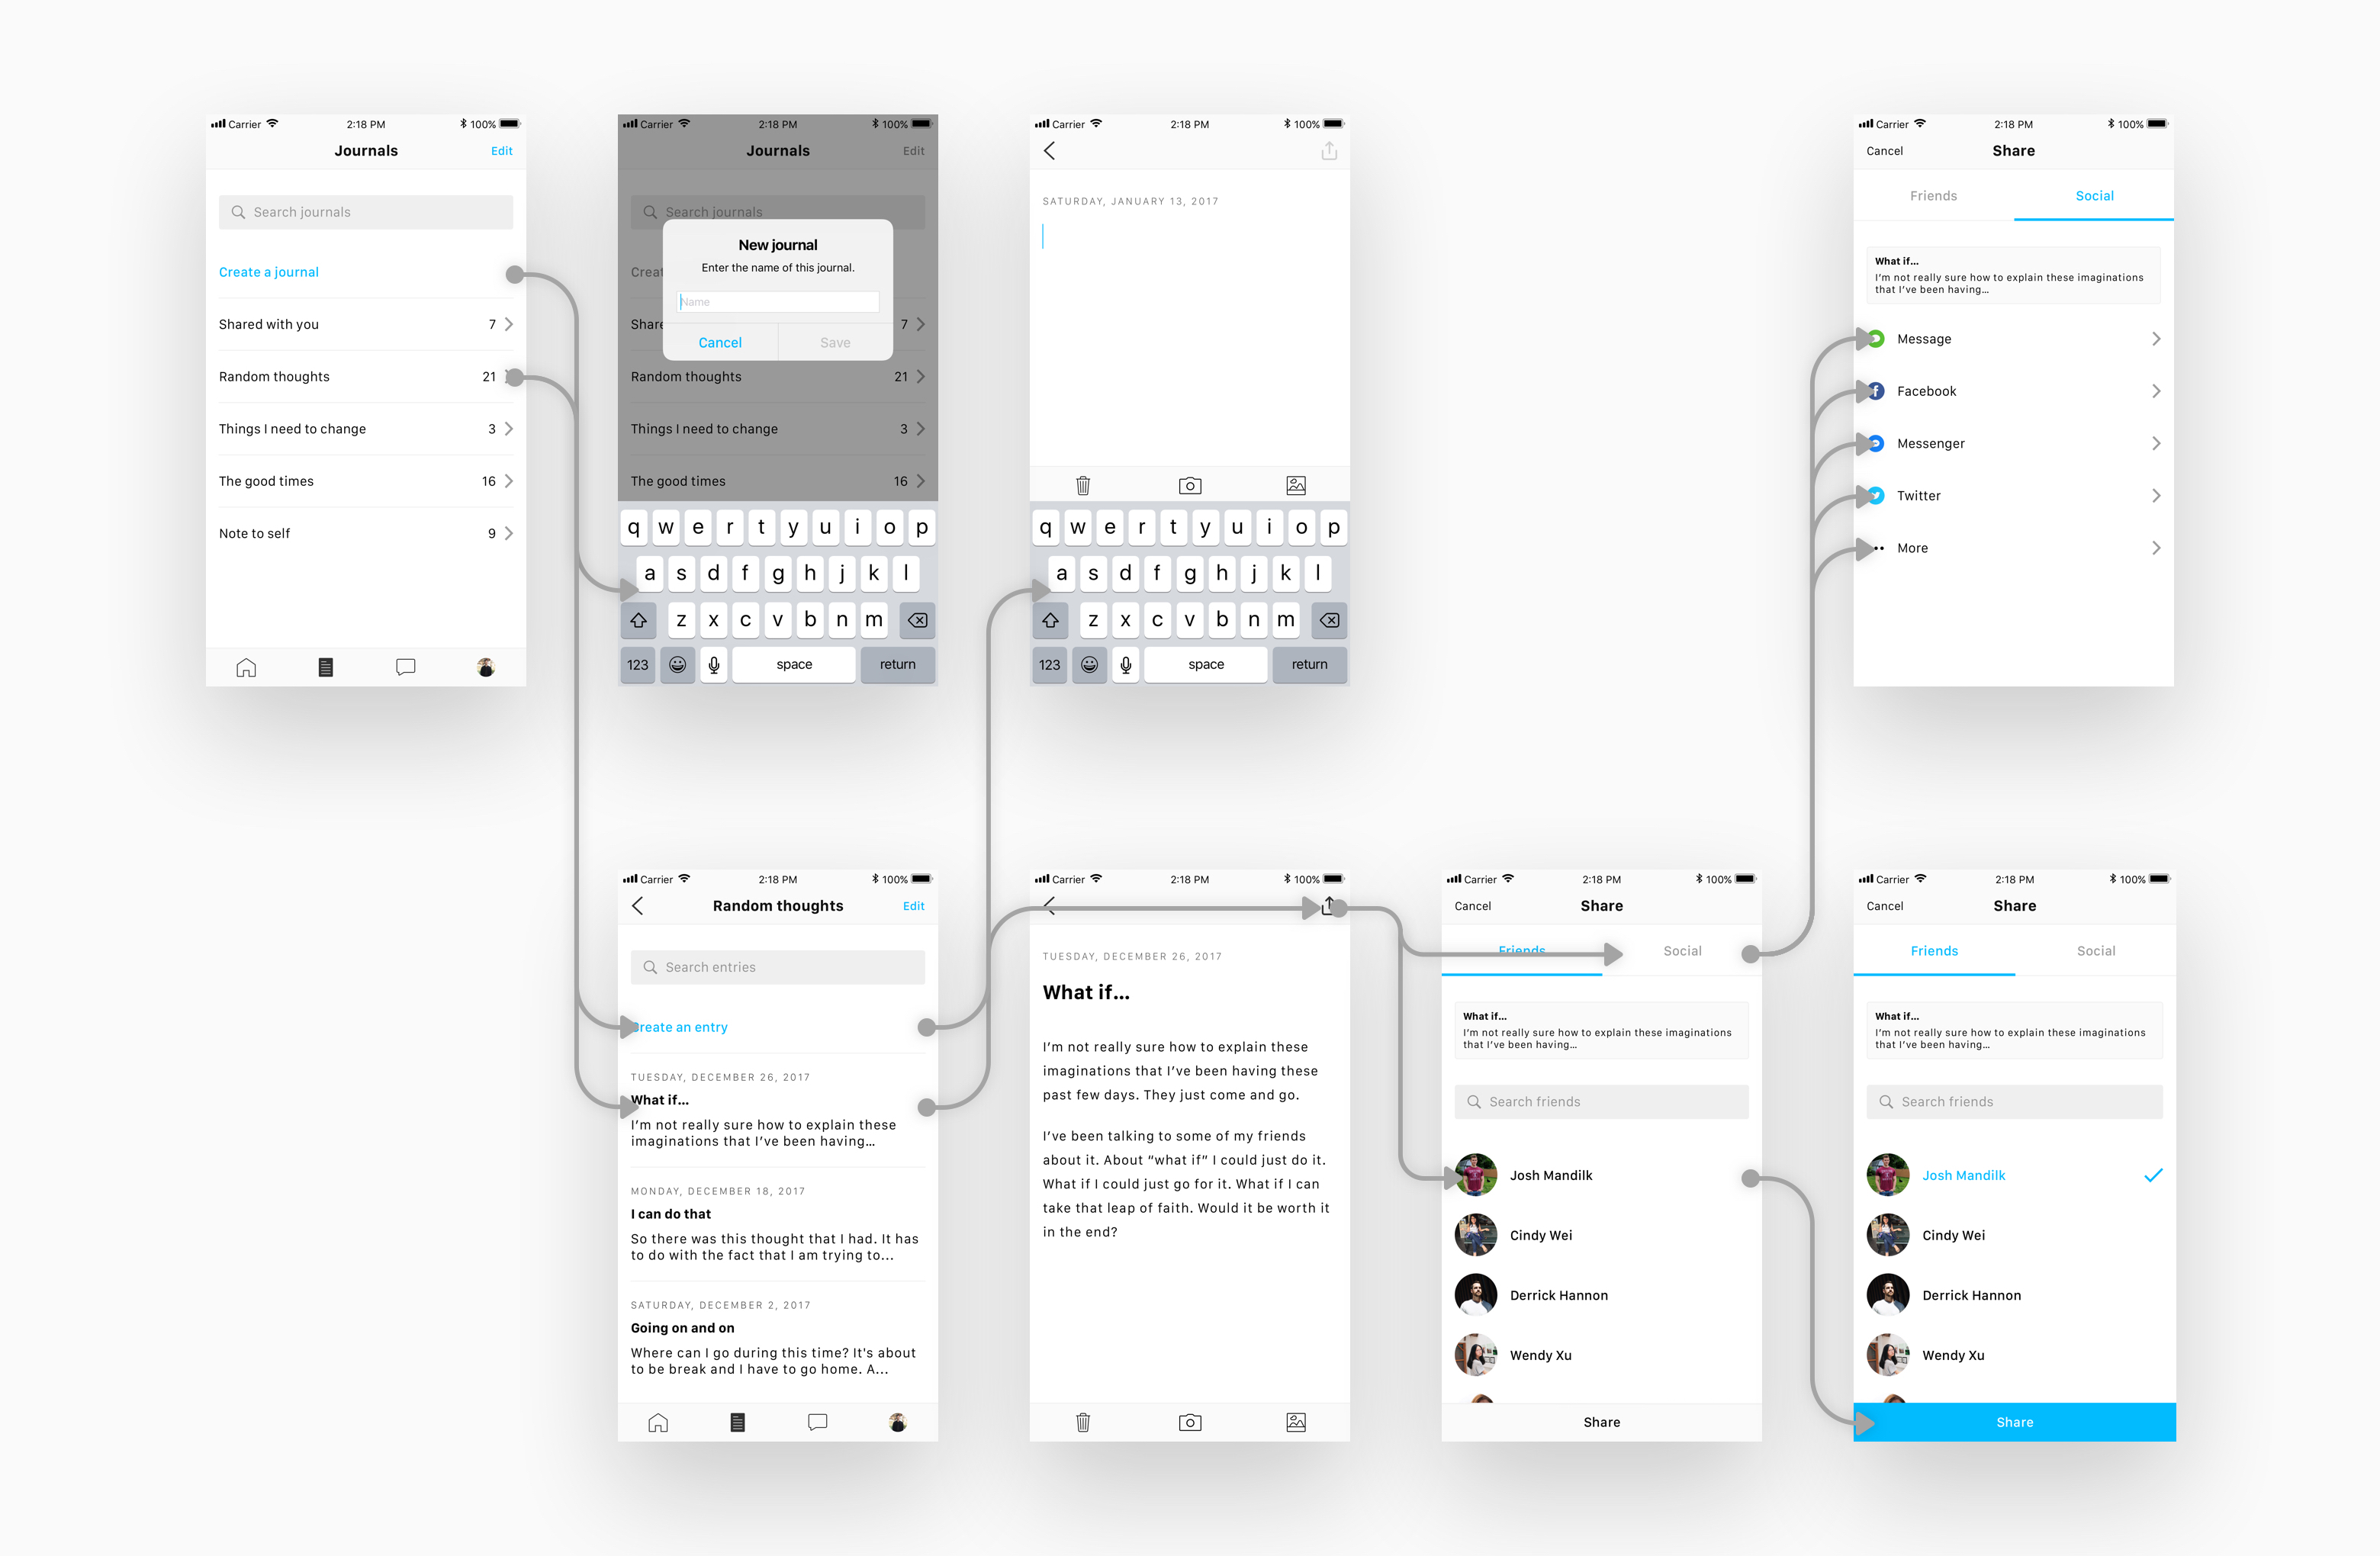 Carrier 2:18 PM 100%
Journals Edit
Search journals
Create a journal
Shared with you 7
Random thoughts 21
Things I need to change 3
The good times 16
Note to self 9
Carrier 2:18 PM 100%
Journals Edit
Search journals
New journal
Enter the name of this journal.
Creat
Name
Share 7
Cancel Save
Random thoughts 21
Things I need to change 3
The good times 16
q w e r t y u i o p
a s d f g h j k l
z x c v b n m
123 space return
Carrier 2:18 PM 100%
SATURDAY, JANUARY 13, 2017
q w e r t y u i o p
a s d f g h j k l
z x c v b n m
123 space return
Carrier 2:18 PM 100%
Cancel Share
Friends Social
What if...
I'm not really sure how to explain these imaginations
that I've been having...
Message
Facebook
Messenger
Twitter
More
Carrier 2:18 PM 100%
Random thoughts Edit
Search entries
Create an entry
TUESDAY, DECEMBER 26, 2017
What if...
I'm not really sure how to explain these
imaginations that I've been having...
MONDAY, DECEMBER 18, 2017
I can do that
So there was this thought that I had. It has
to do with the fact that I am trying to...
SATURDAY, DECEMBER 2, 2017
Going on and on
Where can I go during this time? It's about
to be break and I have to go home. A...
Carrier 2:18 PM 100%
TUESDAY, DECEMBER 26, 2017
What if...
I'm not really sure how to explain these
imaginations that I've been having these
past few days. They just come and go.
I've been talking to some of my friends
about it. About “what if” I could just do it.
What if I could just go for it. What if I can
take that leap of faith. Would it be worth it
in the end?
Carrier 2:18 PM 100%
Cancel Share
Friends Social
What if...
I'm not really sure how to explain these imaginations
that I've been having...
Search friends
Josh Mandilk
Cindy Wei
Derrick Hannon
Wendy Xu
Share
Carrier 2:18 PM 100%
Cancel Share
Friends Social
What if...
I'm not really sure how to explain these imaginations
that I've been having...
Search friends
Josh Mandilk
Cindy Wei
Derrick Hannon
Wendy Xu
Share